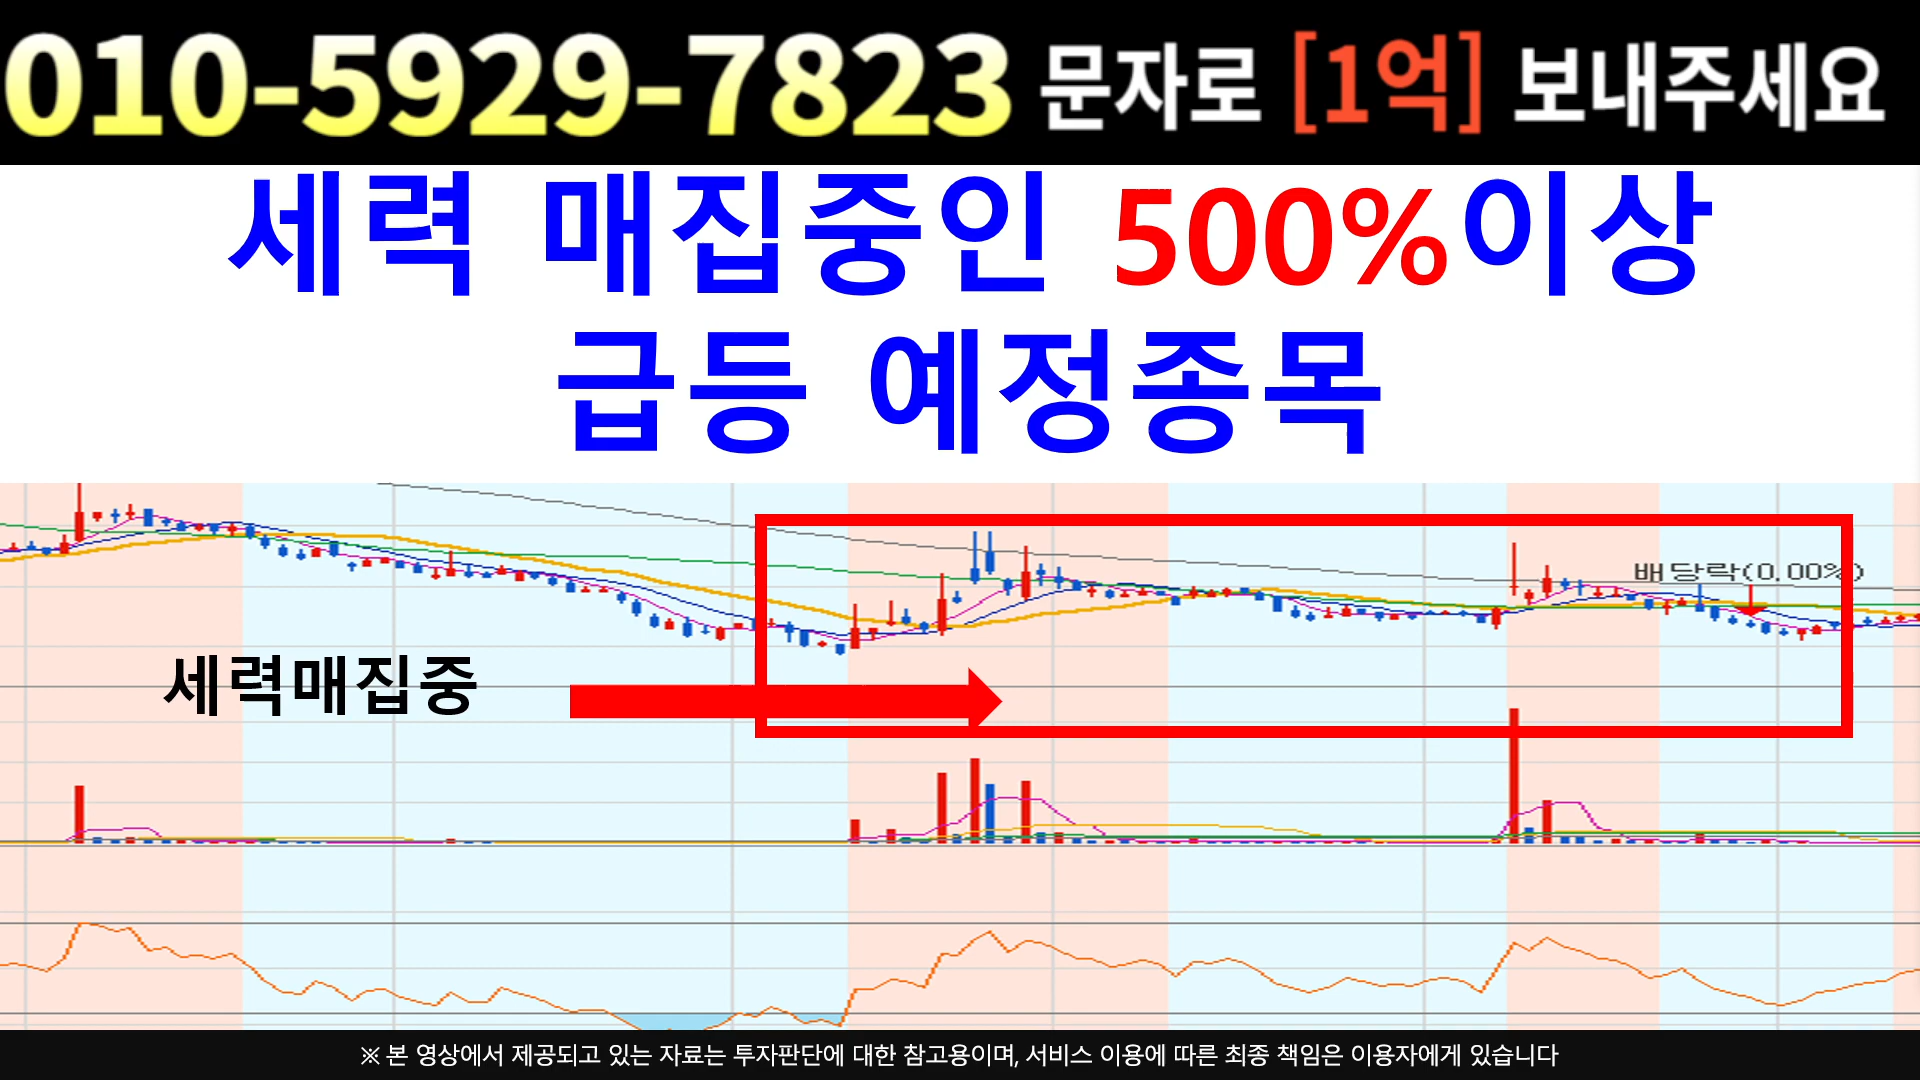 010-5929-7823 문자로 [1억] 보내주세요
세력 매집중인 500%이상
급등 예정종목
배당락(0.00%)
세력매집중
※ 본 영상에서 제공되고 있는 자료는 투자판단에 대한 참고용이며, 서비스 이용에 따른 최종 책임은 이용자에게 있습니다